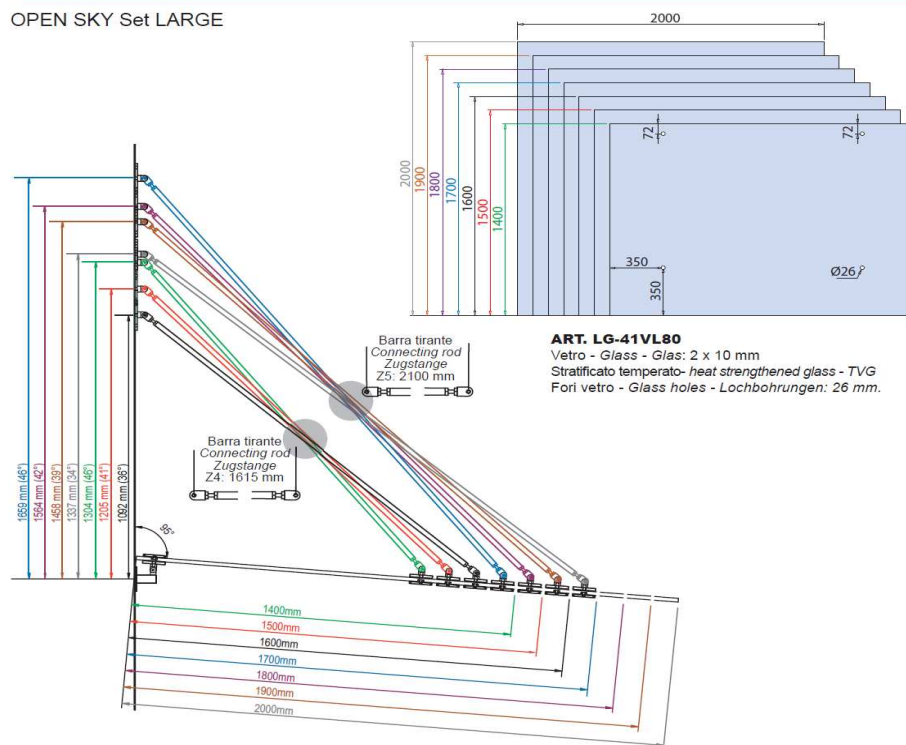 OPEN SKY Set LARGE
2000
2000
1900
1800
1700
1600
1500
1400
72
72
350
350
Ø26
ART. LG-41VL80
Vetro - Glass - Glas: 2 x 10 mm
Stratificato temperato- heat strengthened glass - TVG
Fori vetro - Glass holes - Lochbohrungen: 26 mm.
Barra tirante
Connecting rod
Zugstange
Z5: 2100 mm
Barra tirante
Connecting rod
Zugstange
Z4: 1615 mm
1659 mm (46°)
1564 mm (42°)
1458 mm (39°)
1337 mm (34°)
1304 mm (46°)
1205 mm (41°)
1092 mm (36°)
95°
1400mm
1500mm
1600mm
1700mm
1800mm
1900mm
2000mm